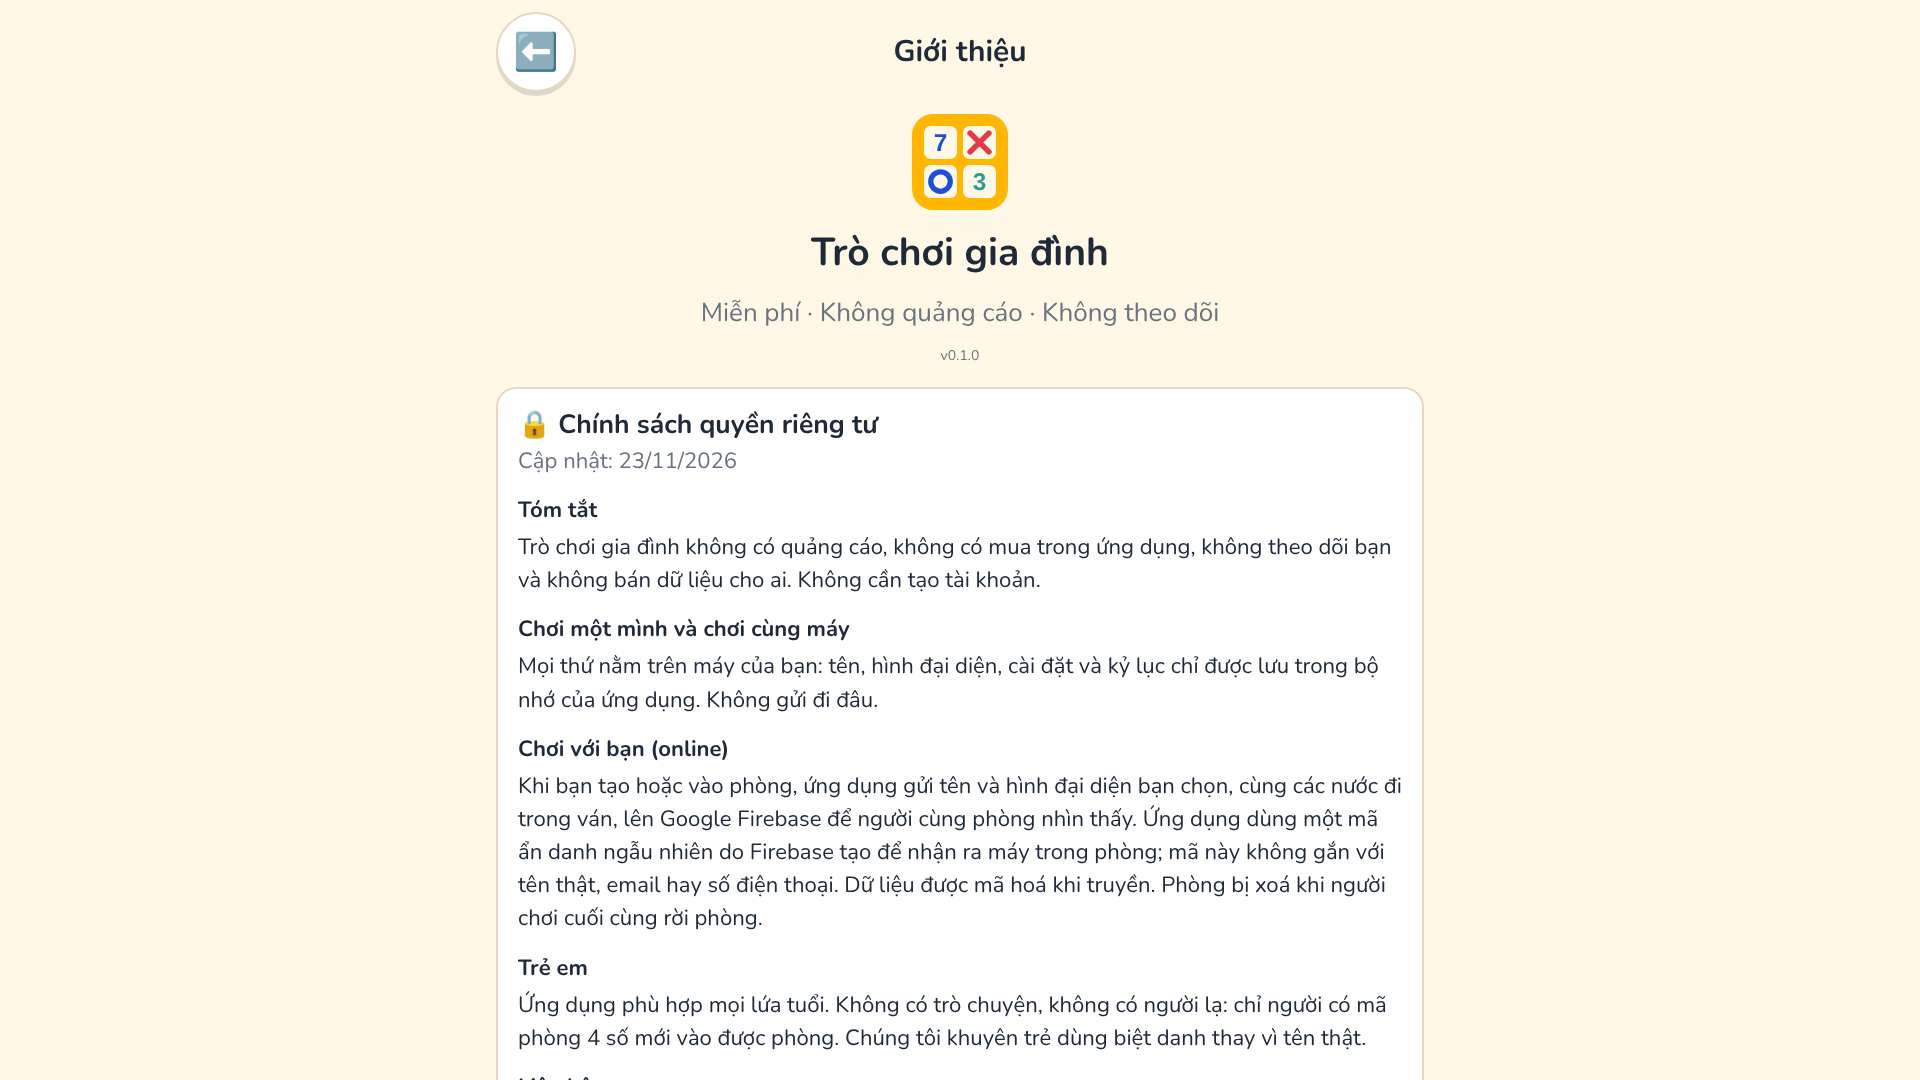 Giới thiệu
7
3
Trò chơi gia đình
Miễn phí · Không quảng cáo · Không theo dõi
v0.1.0
🔒 Chính sách quyền riêng tư
Cập nhật: 23/11/2026
Tóm tắt
Trò chơi gia đình không có quảng cáo, không có mua trong ứng dụng, không theo dõi bạn
và không bán dữ liệu cho ai. Không cần tạo tài khoản.
Chơi một mình và chơi cùng máy
Mọi thứ nằm trên máy của bạn: tên, hình đại diện, cài đặt và kỷ lục chỉ được lưu trong bộ
nhớ của ứng dụng. Không gửi đi đâu.
Chơi với bạn (online)
Khi bạn tạo hoặc vào phòng, ứng dụng gửi tên và hình đại diện bạn chọn, cùng các nước đi
trong ván, lên Google Firebase để người cùng phòng nhìn thấy. Ứng dụng dùng một mã
ẩn danh ngẫu nhiên do Firebase tạo để nhận ra máy trong phòng; mã này không gắn với
tên thật, email hay số điện thoại. Dữ liệu được mã hoá khi truyền. Phòng bị xoá khi người
chơi cuối cùng rời phòng.
Trẻ em
Ứng dụng phù hợp mọi lứa tuổi. Không có trò chuyện, không có người lạ: chỉ người có mã
phòng 4 số mới vào được phòng. Chúng tôi khuyên trẻ dùng biệt danh thay vì tên thật.